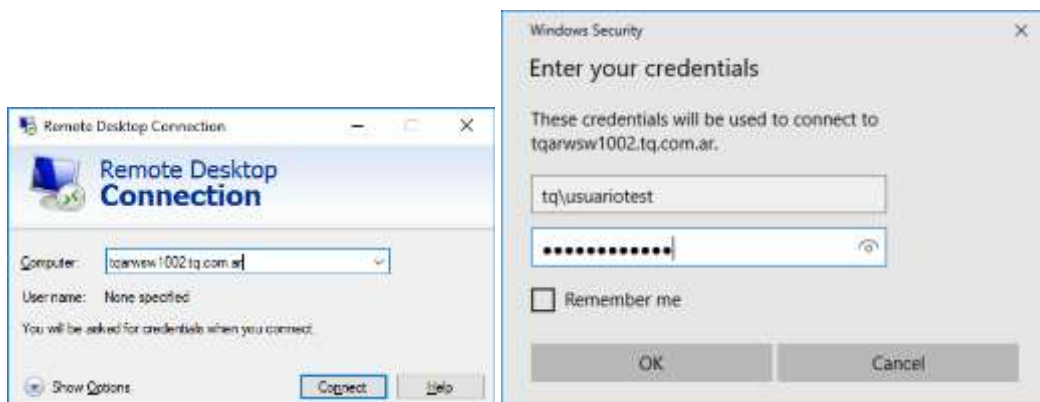 Remote Desktop Connection
Remote Desktop
Connection
Computer:
tqarwsw1002.tq.com.ar
User name: None specified
You will be asked for credentials when you connect.
Show Options
Connect
Help
Windows Security
Enter your credentials
These credentials will be used to connect to
tqarwsw1002.tq.com.ar.
tq\usuariotest
••••••••••••
Remember me
OK
Cancel